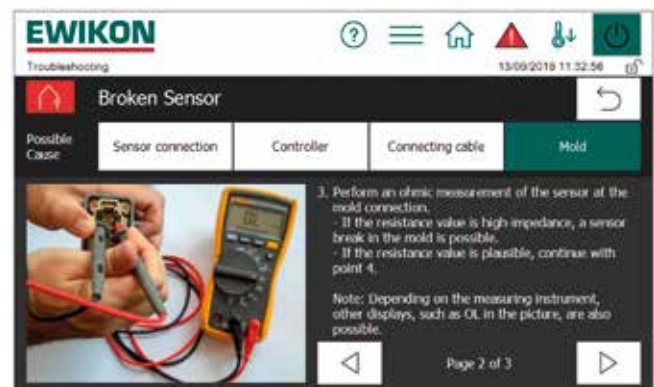 EWIKON
Troubleshooting
13/09/2019 11:32:56
Broken Sensor
Possible Cause
Sensor connection
Controller
Connecting cable
Mold
3. Perform an ohmic measurement of the sensor at the
mold connection.
- If the resistance value is high-impedance, a sensor
break in the mold is possible.
- If the resistance value is plausible, continue with
point 4.
Note: Depending on the measuring instrument,
other displays, such as OL in the picture, are also
possible.
Page 2 of 3